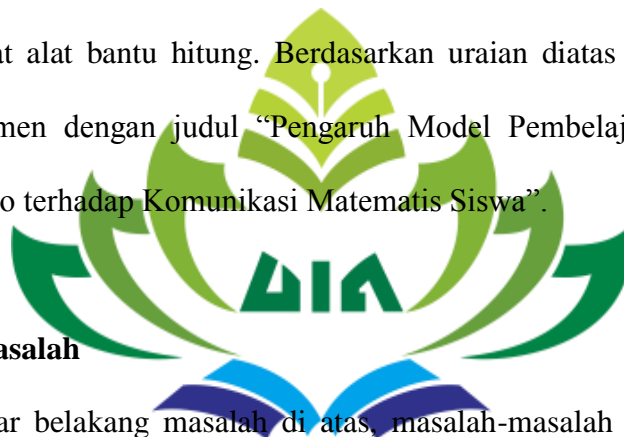 at alat bantu hitung. Berdasarkan uraian diatas
men dengan judul “Pengaruh Model Pembelaj
o terhadap Komunikasi Matematis Siswa”.
UIN
asalah
ar belakang masalah di atas, masalah-masalah